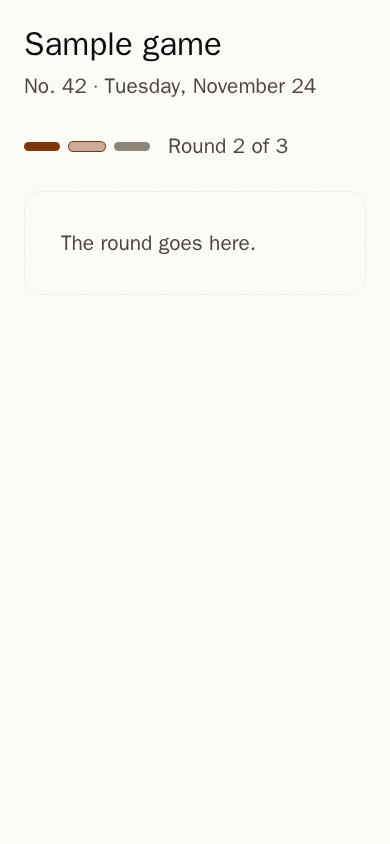 Sample game
No. 42 · Tuesday, November 24
Round 2 of 3
The round goes here.